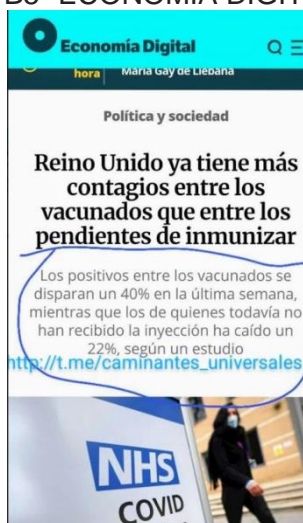 Economía Digital
hora
María Gay de Liébana
Política y sociedad
Reino Unido ya tiene más
contagios entre los
vacunados que entre los
pendientes de inmunizar
Los positivos entre los vacunados se
disparan un 40% en la última semana,
mientras que los de quienes todavía no
han recibido la inyección ha caído un
22%, según un estudio
http://t.me/caminantes_universales
NHS
COVID